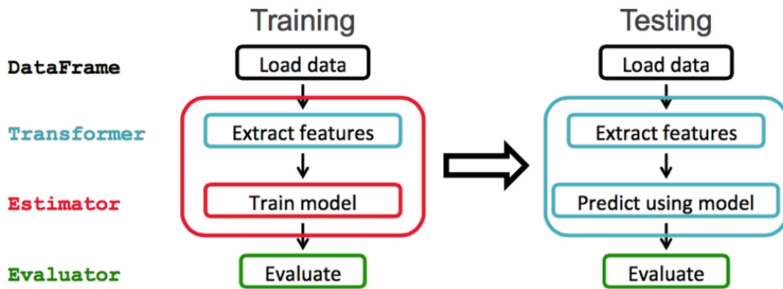 Training Testing
DataFrame Load data Load data
Transformer Extract features Extract features
Estimator Train model Predict using model
Evaluator Evaluate Evaluate